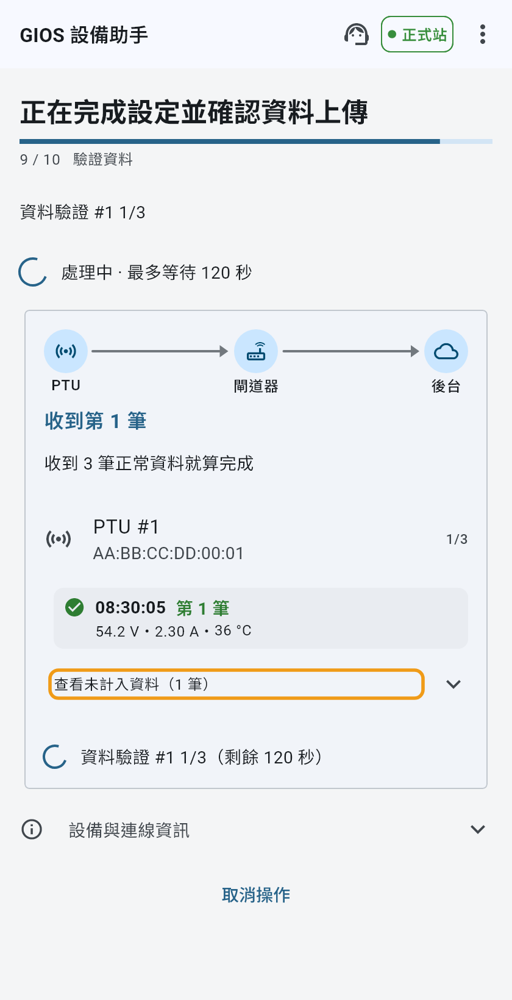 GIOS 設備助手
正式站
正在完成設定並確認資料上傳
9 / 10 驗證資料
資料驗證 #1 1/3
處理中 · 最多等待 120 秒
PTU
閘道器
後台
收到第 1 筆
收到 3 筆正常資料就算完成
PTU #1
AA:BB:CC:DD:00:01
1/3
08:30:05 第 1 筆
54.2 V • 2.30 A • 36 °C
查看未計入資料（1 筆）
資料驗證 #1 1/3（剩餘 120 秒）
設備與連線資訊
取消操作